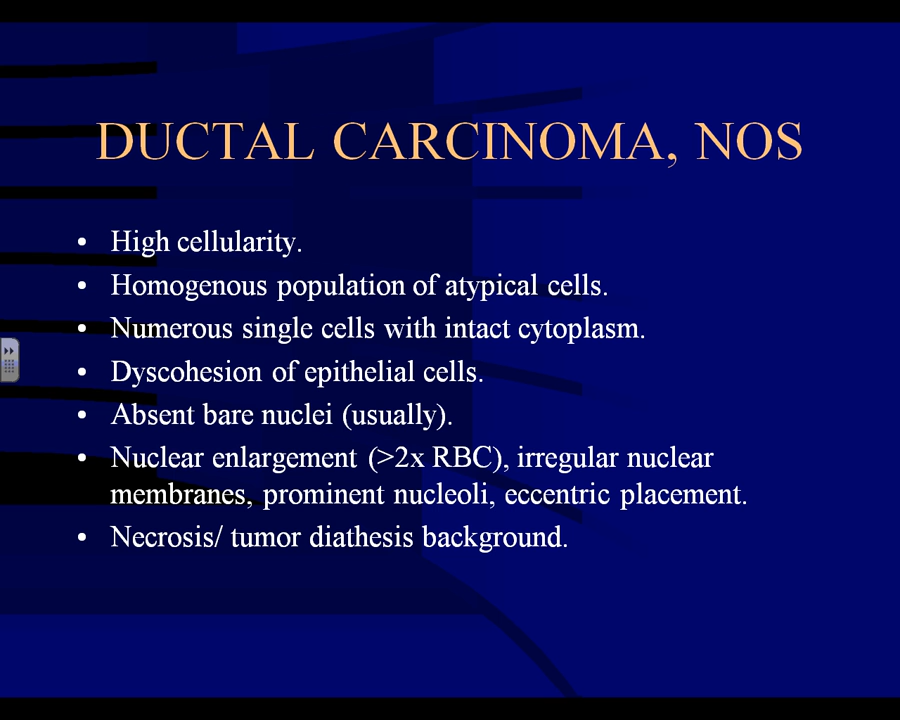 DUCTAL CARCINOMA, NOS
• High cellularity.
• Homogenous population of atypical cells.
• Numerous single cells with intact cytoplasm.
• Dyscohesion of epithelial cells.
• Absent bare nuclei (usually).
• Nuclear enlargement (>2x RBC), irregular nuclear
membranes, prominent nucleoli, eccentric placement.
• Necrosis/ tumor diathesis background.